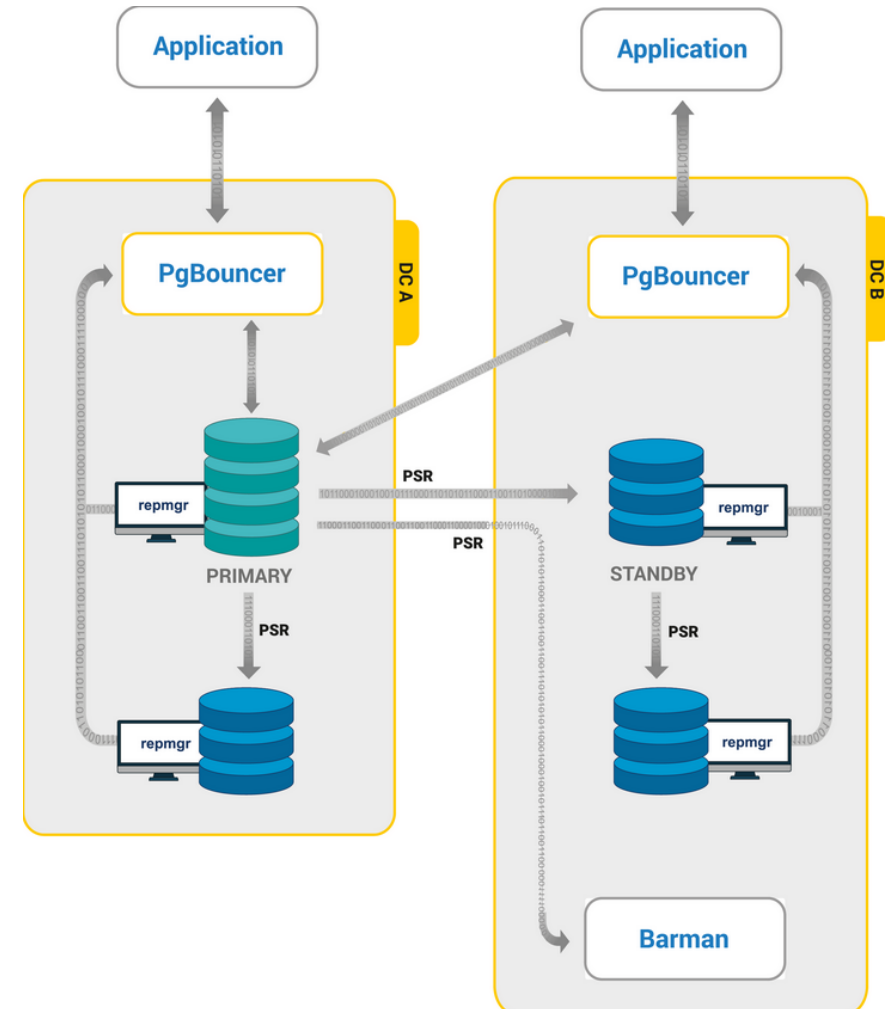 Application
Application
PgBouncer
DC A
PgBouncer
DC B
PSR
repmgr
repmgr
PSR
PRIMARY
STANDBY
PSR
PSR
repmgr
repmgr
Barman